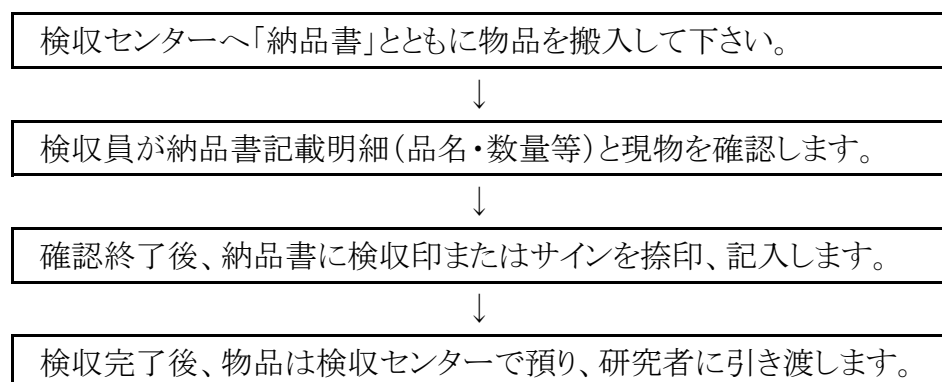 検収センターへ「納品書」とともに物品を搬入して下さい。
↓
検収員が納品書記載明細(品名・数量等)と現物を確認します。
↓
確認終了後、納品書に検収印またはサインを捺印、記入します。
↓
検収完了後、物品は検収センターで預り、研究者に引き渡します。